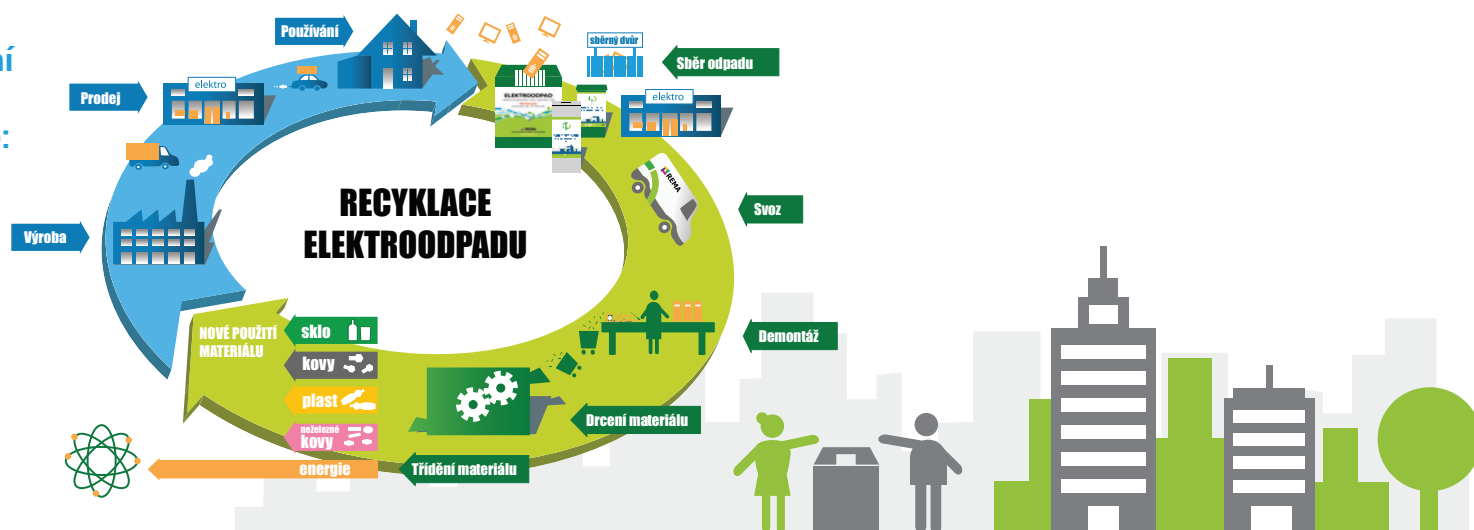 ní
:
Používání
sběrný dvůr
Sběr odpadu
Prodej
elektro
ELEKTROODPAD
elektro
REMA
Svoz
Výroba
RECYKLACE
ELEKTROODPADU
NOVÉ POUŽITÍ
MATERIÁLU
sklo
kovy
plast
neželezné
kovy
energie
Demontáž
Drcení materiálu
Třídění materiálu